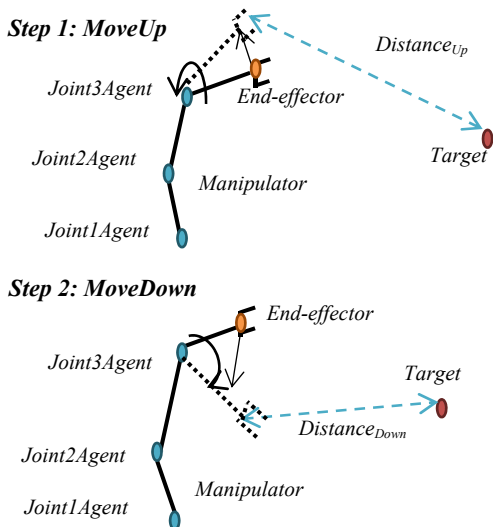 Step 1: MoveUp
Distance_Up
Joint3Agent
End-effector
Target
Joint2Agent
Manipulator
Joint1Agent
Step 2: MoveDown
End-effector
Joint3Agent
Target
Distance_Down
Joint2Agent
Manipulator
Joint1Agent